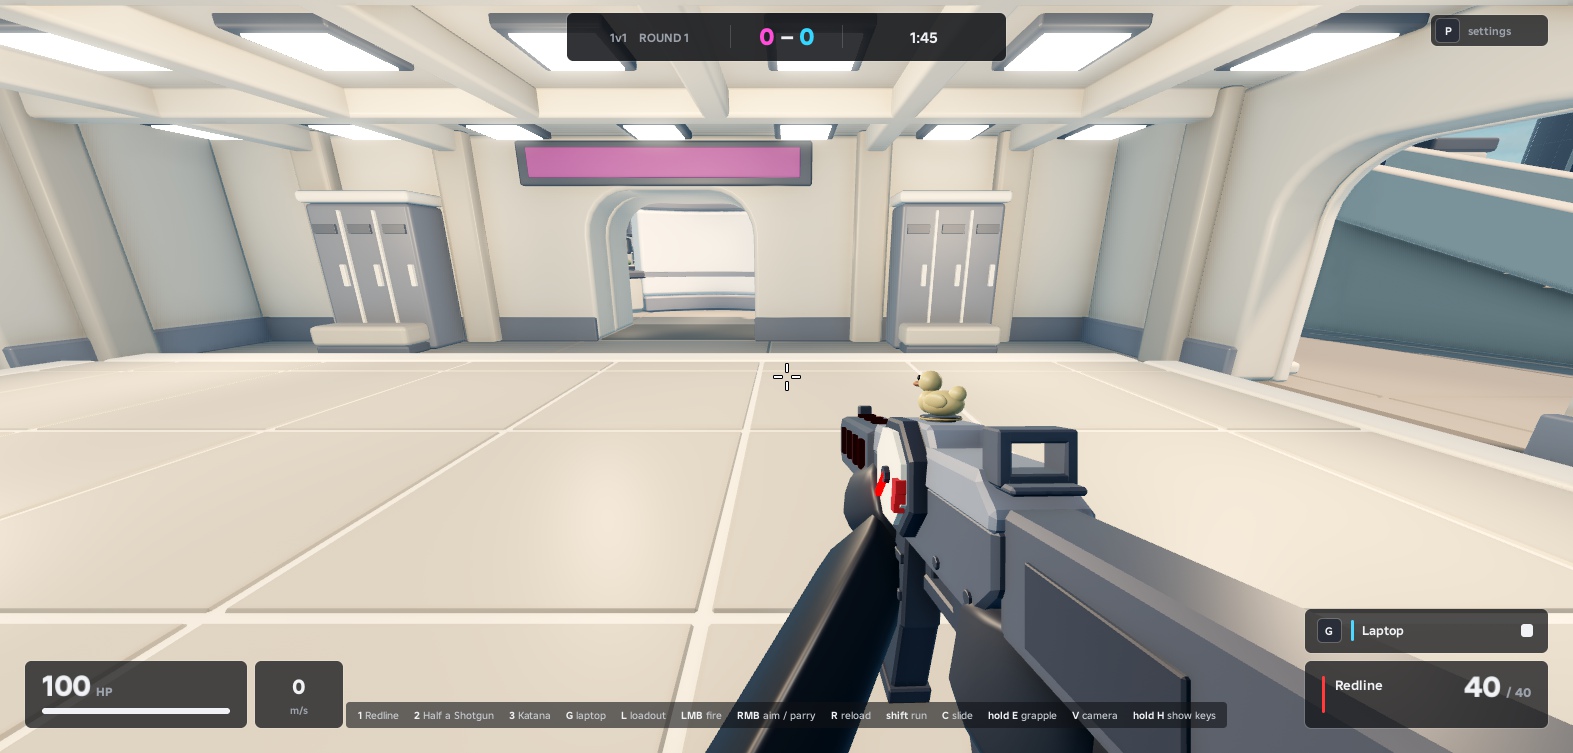 1v1 ROUND 1 0 – 0 1:45
P settings
G Laptop
100 HP
0
m/s
Redline 40 / 40
1 Redline 2 Half a Shotgun 3 Katana G laptop L loadout LMB fire RMB aim / parry R reload shift run C slide hold E grapple V camera hold H show keys